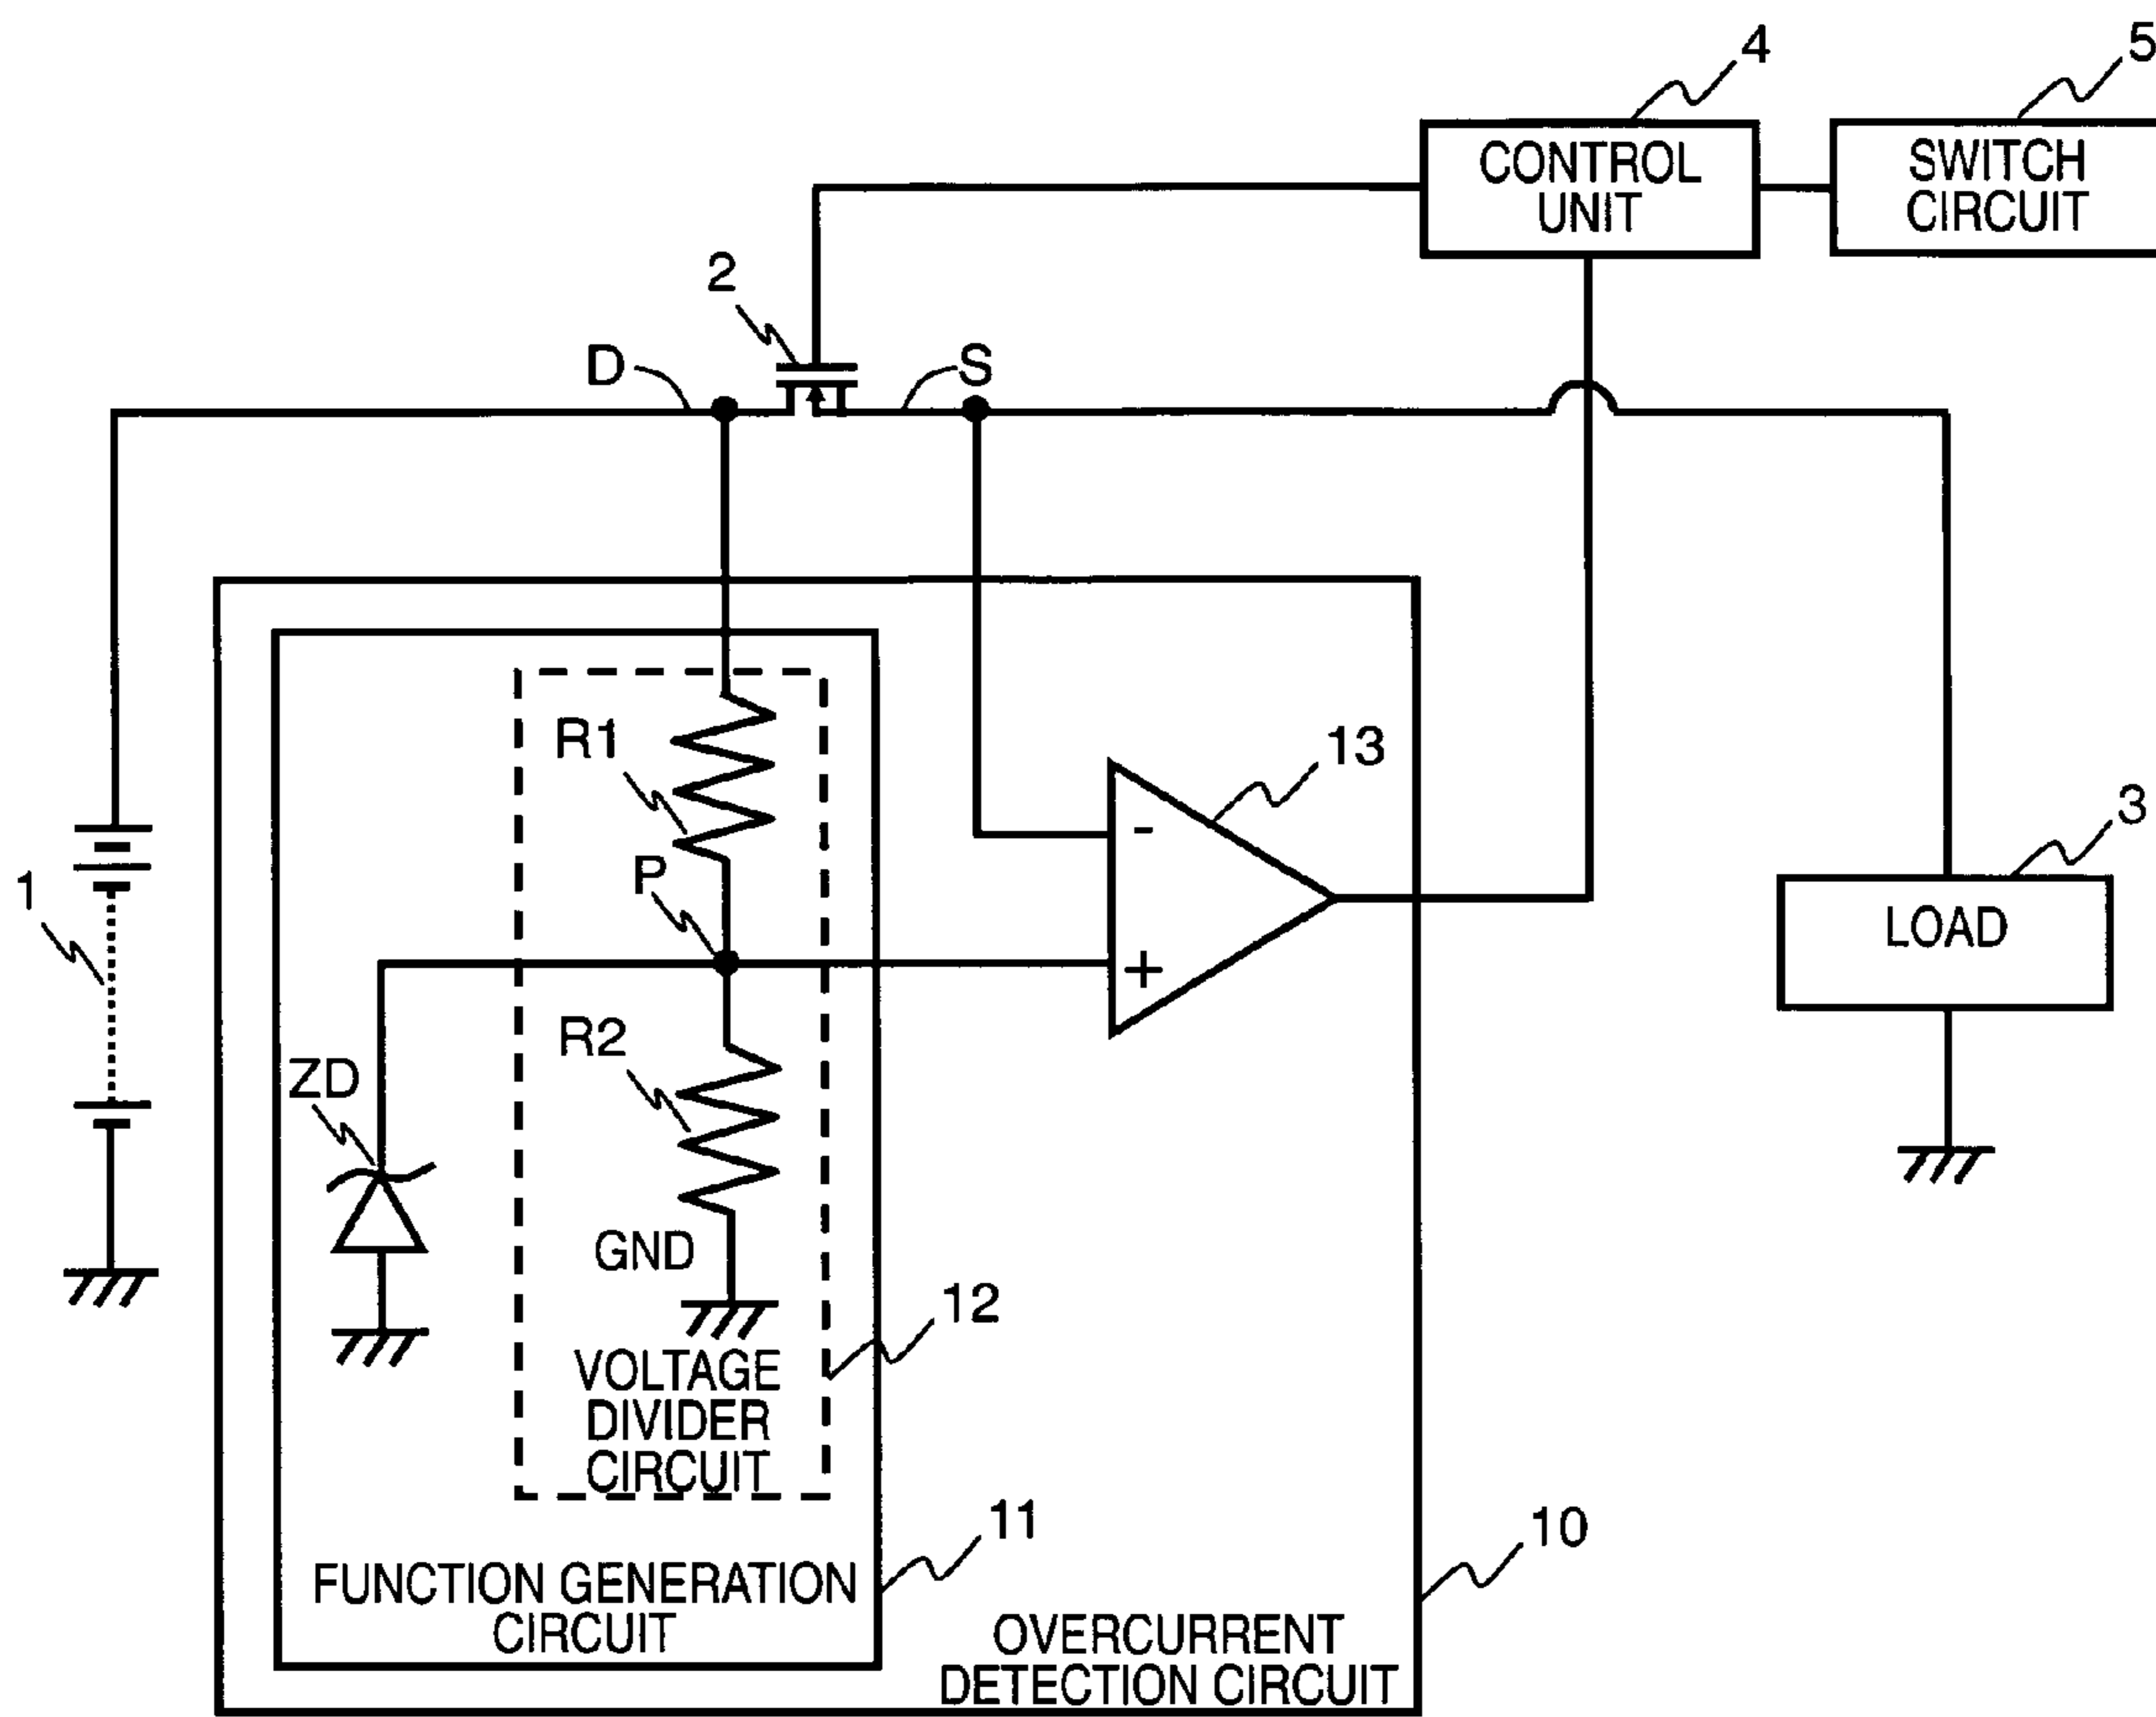 4
5
CONTROL
UNIT
SWITCH
CIRCUIT
2
D
S
R1
13
3
P
-
1
LOAD
+
R2
ZD
GND
12
VOLTAGE
DIVIDER
CIRCUIT
11
10
FUNCTION GENERATION
CIRCUIT
OVERCURRENT
DETECTION CIRCUIT